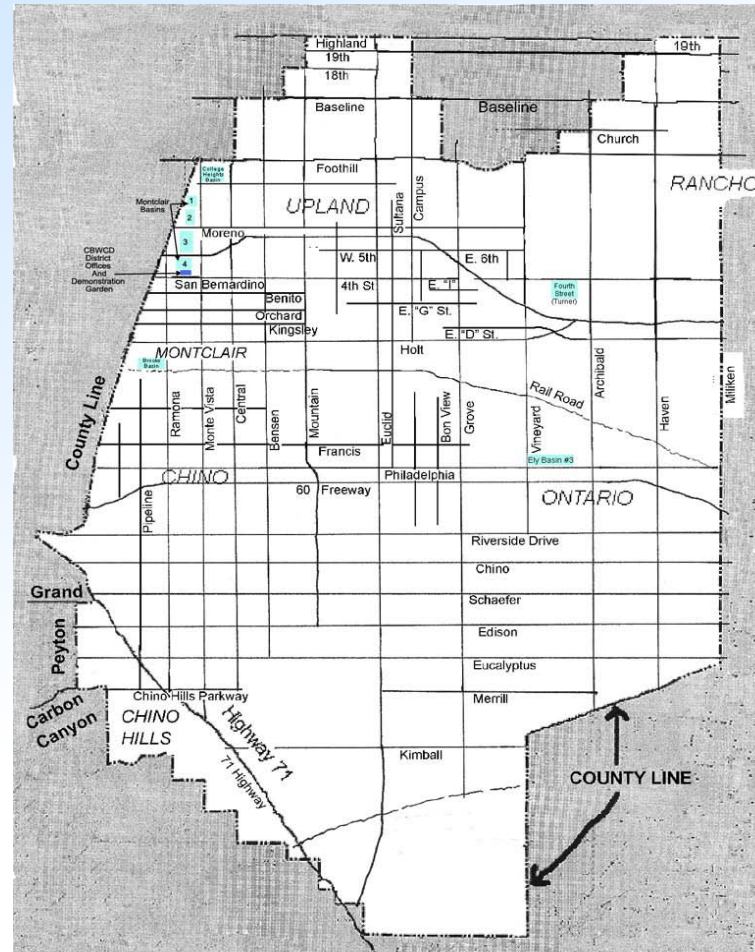 Highland
19th
19th
18th
Baseline
Baseline
Church
College
Heights
Basin
Foothill
RANCHO
Montclair
Basins
1
2
3
4
UPLAND
Sultana
Campus
Moreno
CBWCD
District
Offices
And
Demonstration
Garden
W. 5th
E. 6th
San Bernardino
4th St
E. "I"
Fourth
Street
(Turner)
Benito
Orchard
E. "G" St.
Kingsley
E. "D" St.
MONTCLAIR
Holt
Brooks
Basin
Rail Road
County Line
Ramona
Monte Vista
Central
Bensen
Mountain
Euclid
Bon View
Grove
Vineyard
Archibald
Haven
Milliken
Francis
Ely Basin #3
CHINO
Philadelphia
60 Freeway
ONTARIO
Pipeline
Riverside Drive
Chino
Grand
Schaefer
Peyton
Edison
Eucalyptus
Chino Hills Parkway
Merrill
Carbon
Canyon
CHINO
HILLS
Highway 71
71 Highway
Kimball
COUNTY LINE